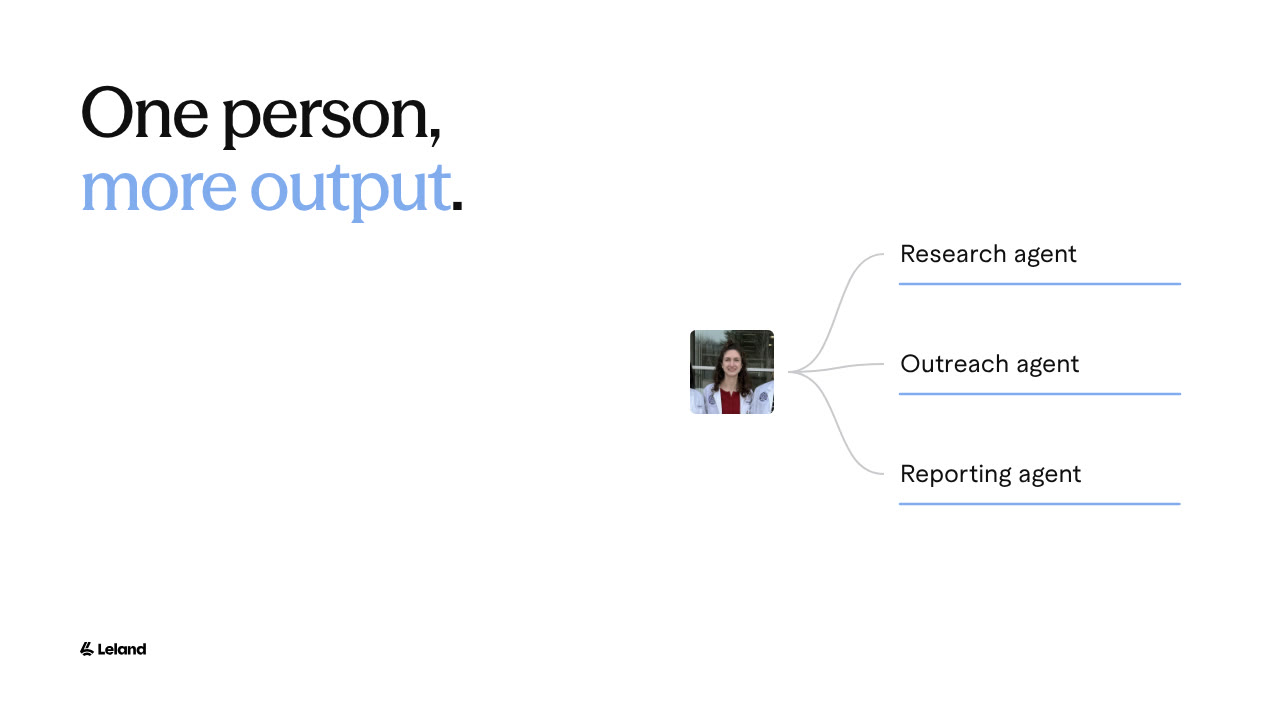 One person,
more output.
Research agent
Outreach agent
Reporting agent
Leland